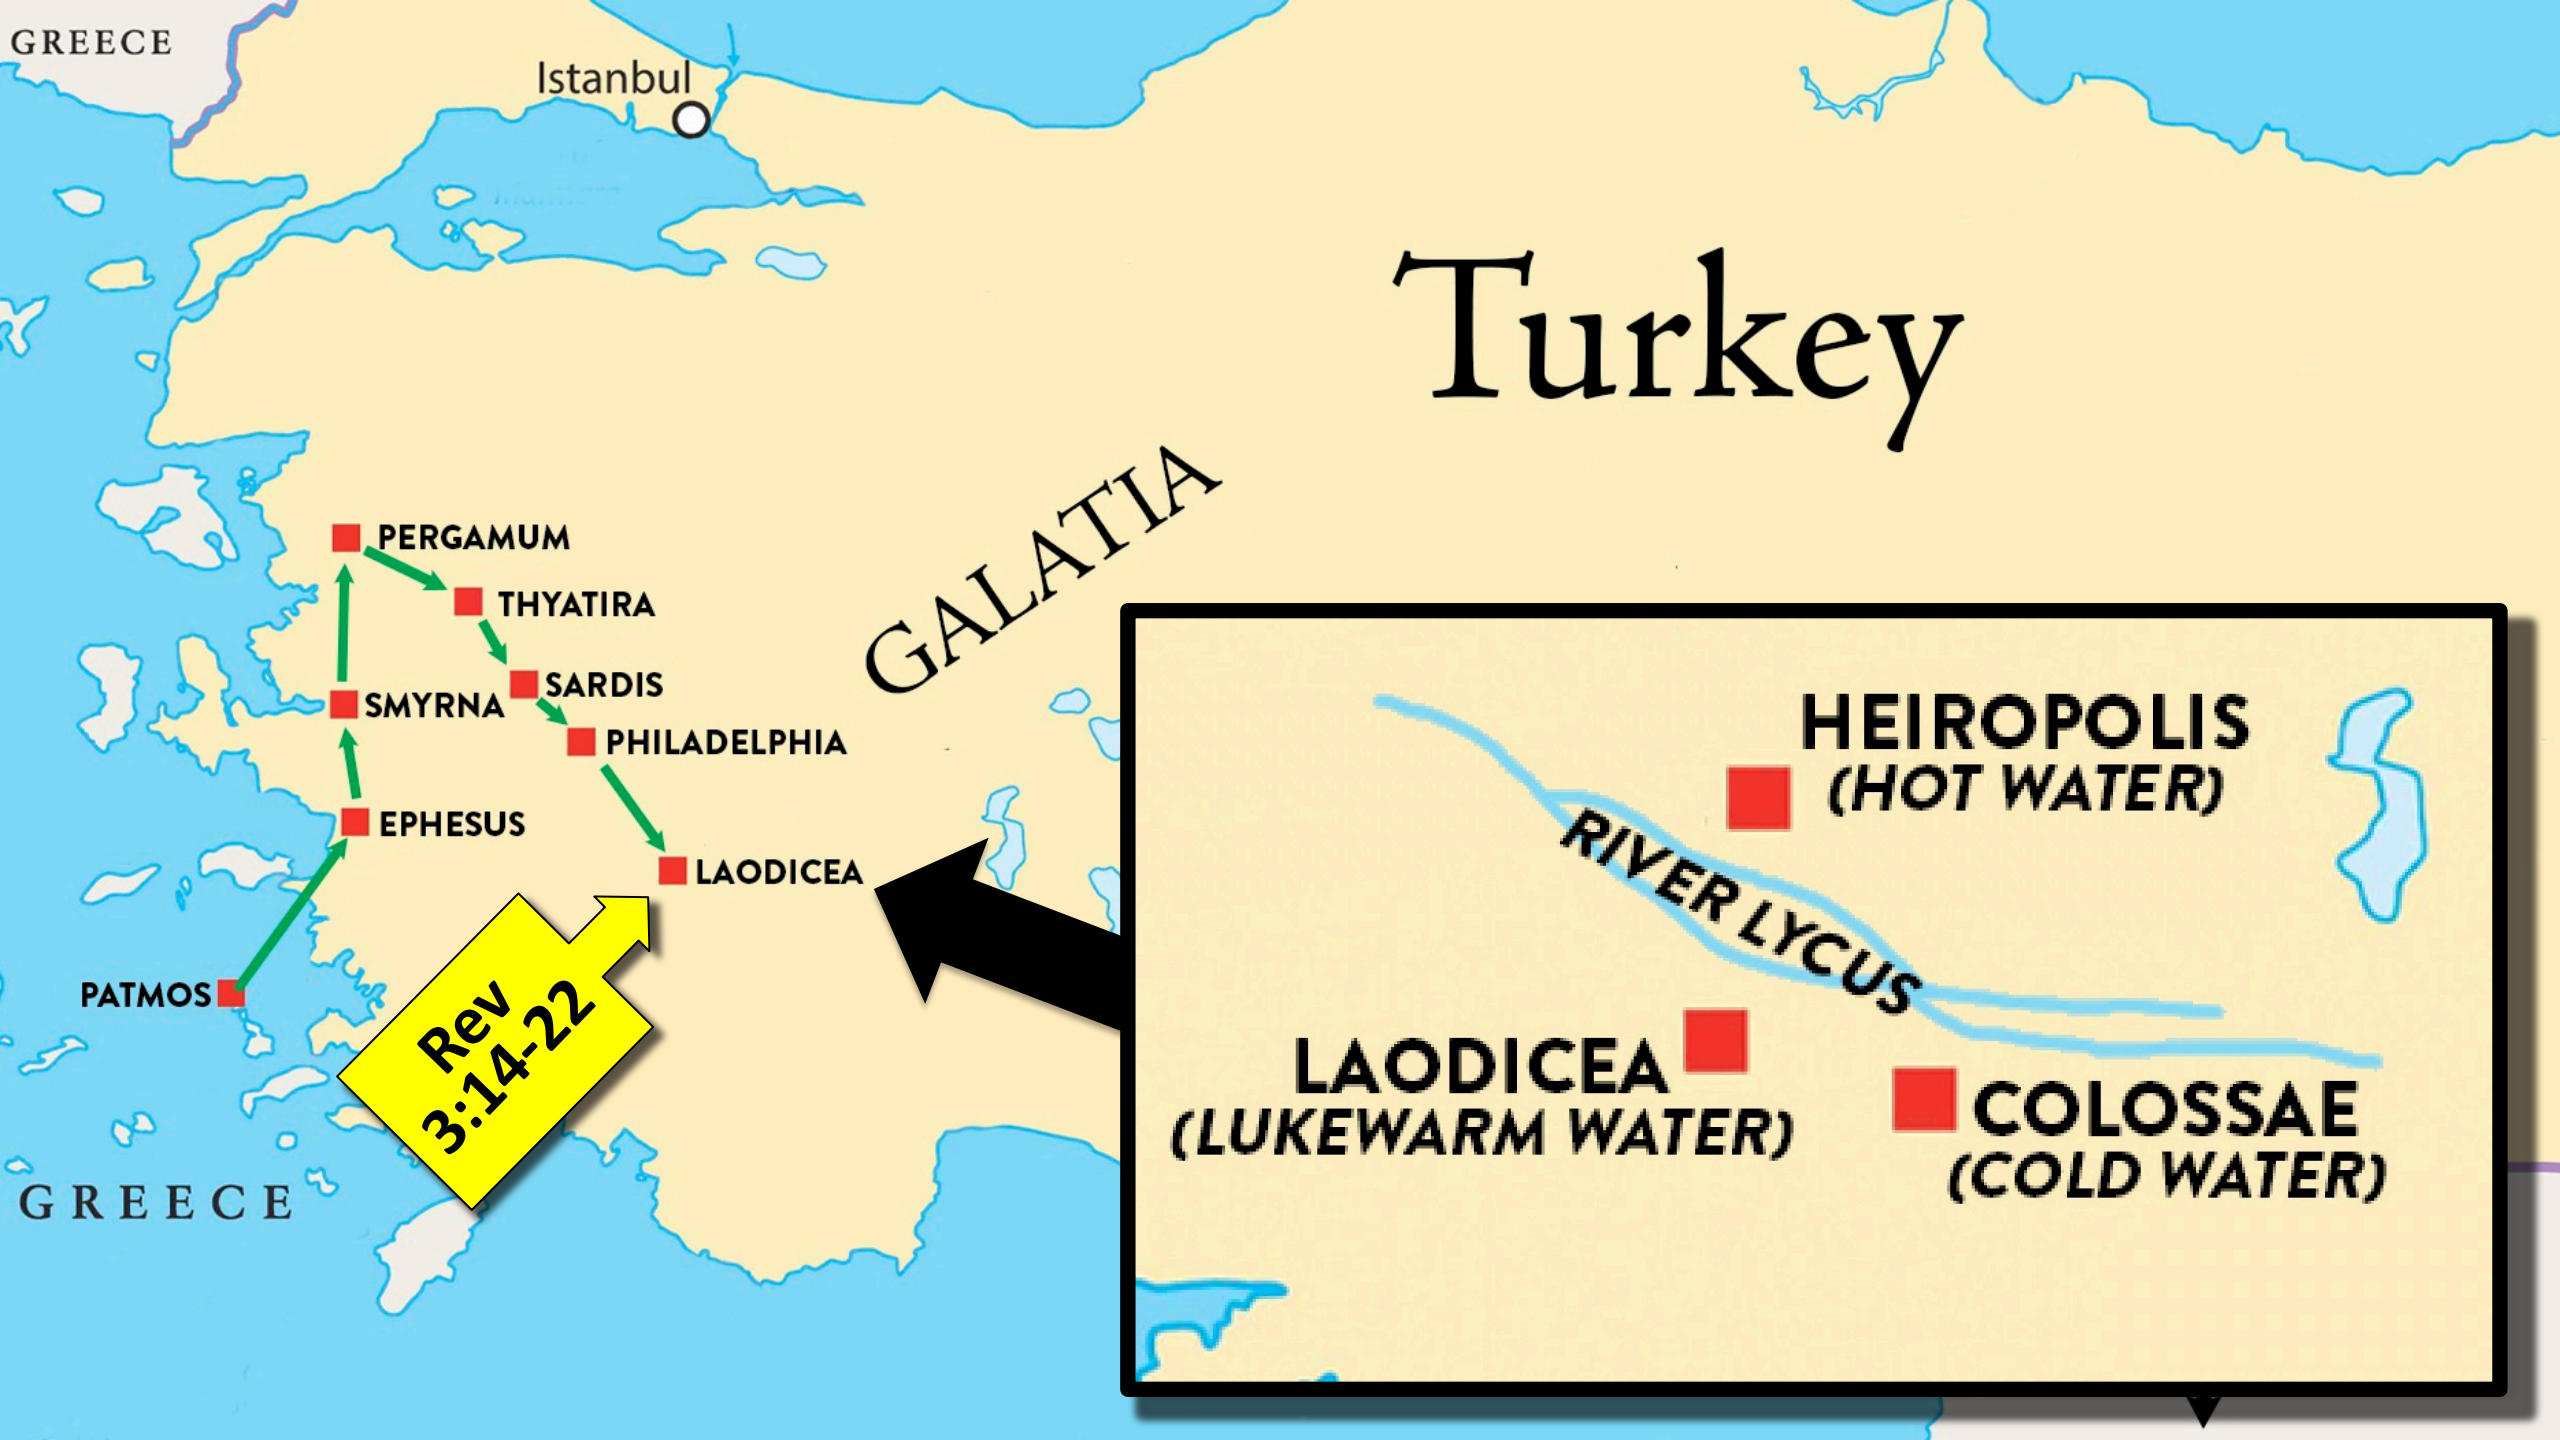 GREECE
Istanbul
Turkey
GALATIA
PERGAMUM
THYATIRA
SARDIS
SMYRNA
PHILADELPHIA
EPHESUS
LAODICEA
PATMOS
Rev
3:14-22
GREECE
HEIROPOLIS
(HOT WATER)
RIVER LYCUS
LAODICEA
(LUKEWARM WATER)
COLOSSAE
(COLD WATER)